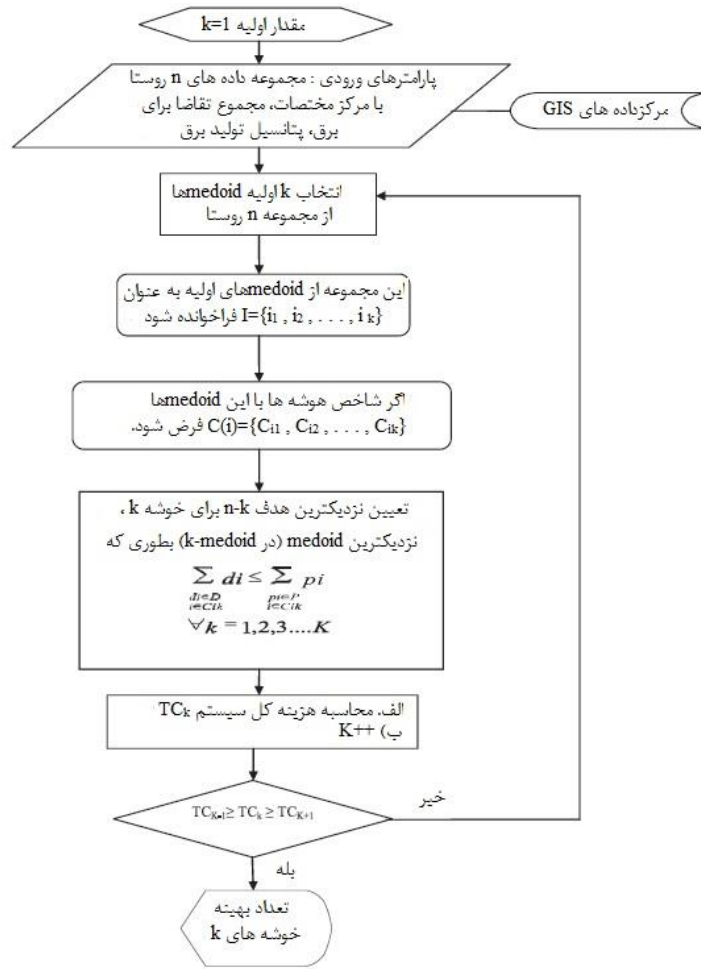 مقدار اولیه k=1
پارامترهای ورودی : مجموعه داده های n روستا
با مرکز مختصات، مجموع تقاضا برای
برق، پتانسیل تولید برق
مرکزداده های GIS
انتخاب k اولیه medoidها
از مجموعه n روستا
این مجموعه از medoidهای اولیه به عنوان
I={i1 , i2 , . . . , i k} فراخوانده شود
اگر شاخص هوشه ها با این medoidها
C(i)={Ci1 , Ci2 , . . . , Cik} فرض شود.
تعیین نزدیکترین هدف n-k برای خوشه k ،
نزدیکترین medoid (در k-medoid) بطوری که
∑ di ≤ ∑ pi
di∈D pi∈P
i∈Cik i∈Cik
∀k = 1,2,3....K
الف. محاسبه هزینه کل سیستم TCk
ب) K++
TCK=1≥ TCk ≥ TCK+1
خیر
بله
تعداد بهینه
خوشه های k